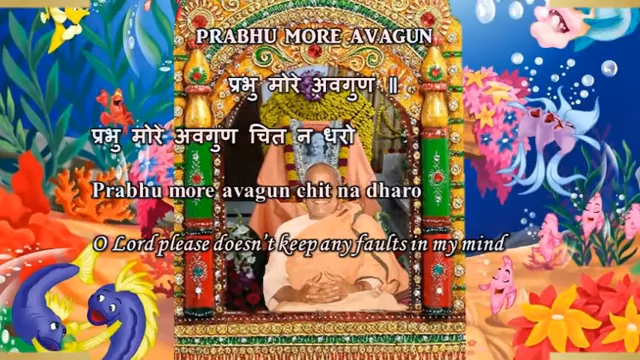 PRABHU MORE AVAGUN
प्रभु मोरे अवगुण ॥
प्रभु मोरे अवगुण चित न धरो
Prabhu more avagun chit na dharo
O Lord please doesn't keep any faults in my mind